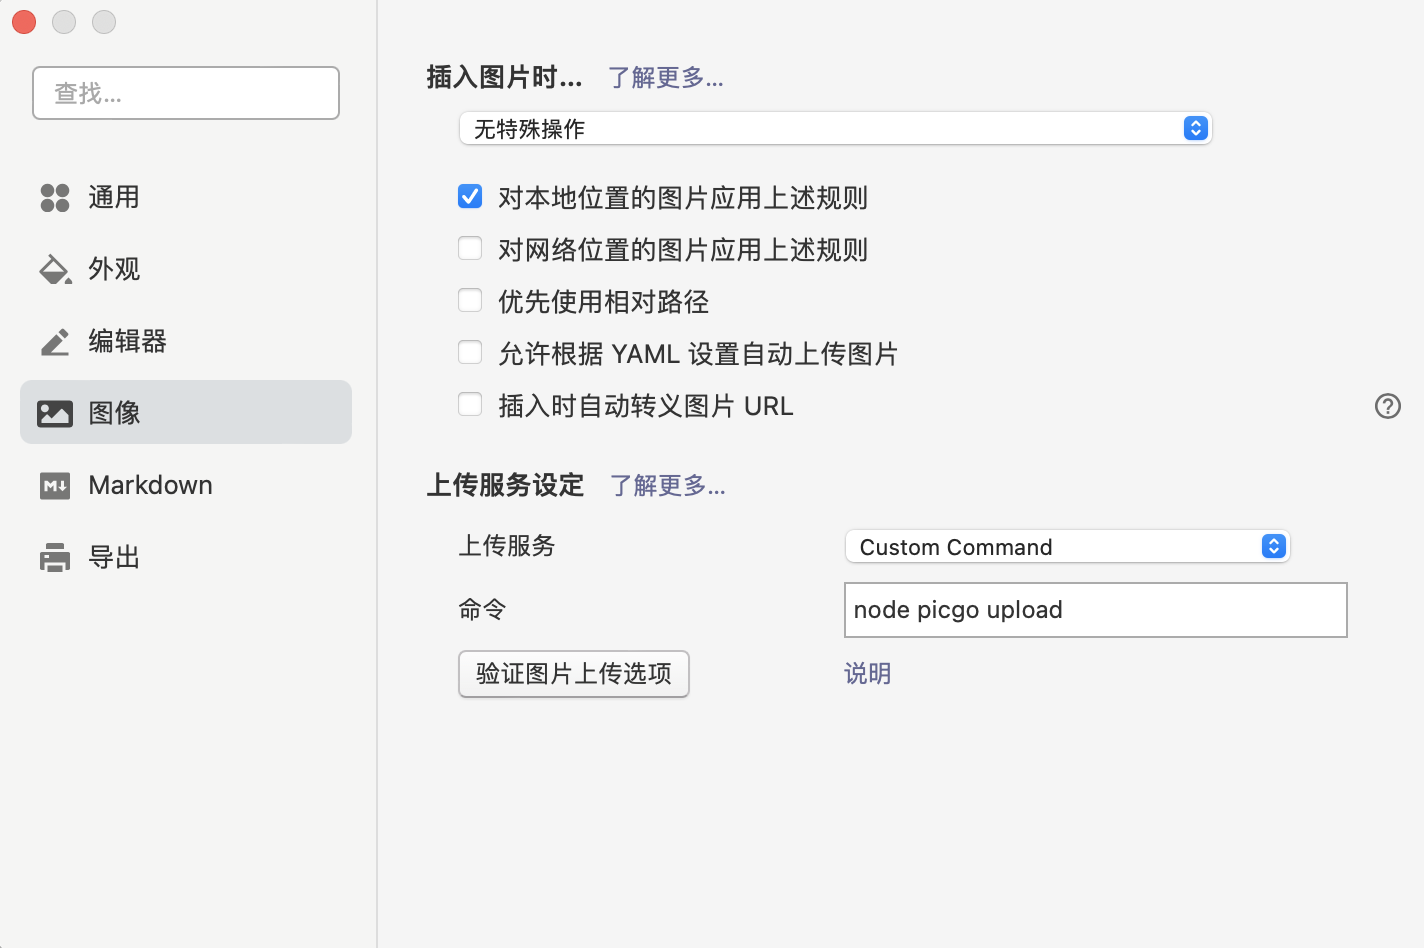 查找...
通用
外观
编辑器
图像
Markdown
导出
插入图片时... 了解更多...
无特殊操作
对本地位置的图片应用上述规则
对网络位置的图片应用上述规则
优先使用相对路径
允许根据 YAML 设置自动上传图片
插入时自动转义图片 URL
上传服务设定 了解更多...
上传服务 Custom Command
命令 node picgo upload
验证图片上传选项 说明